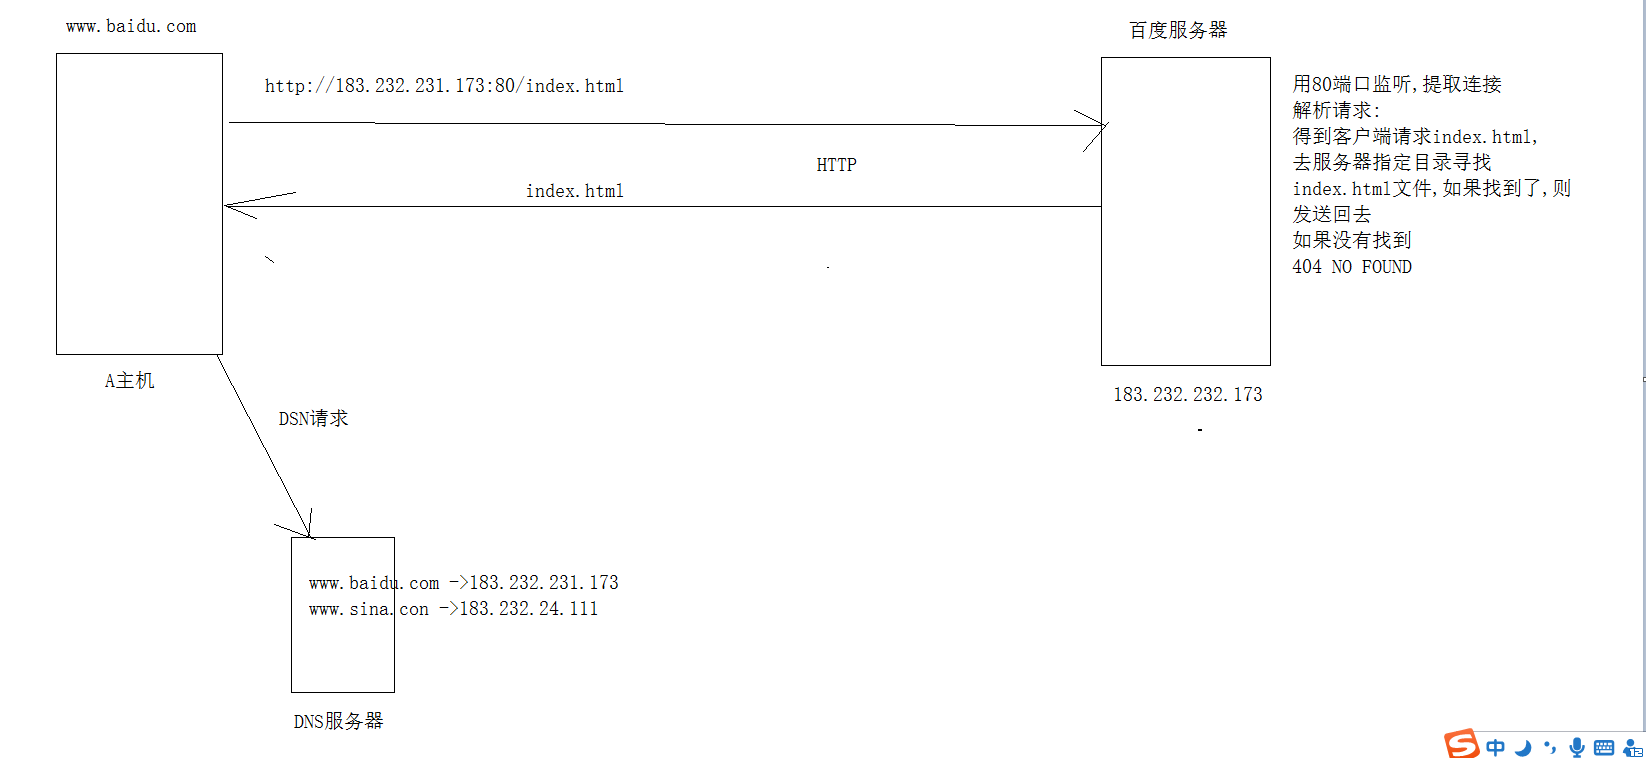 www.baidu.com
百度服务器
http://183.232.231.173:80/index.html
用80端口监听,提取连接
解析请求:
得到客户端请求index.html,
去服务器指定目录寻找
index.html文件,如果找到了,则
发送回去
如果没有找到
404 NO FOUND
HTTP
index.html
A主机
183.232.232.173
DSN请求
www.baidu.com ->183.232.231.173
www.sina.con ->183.232.24.111
DNS服务器
S中